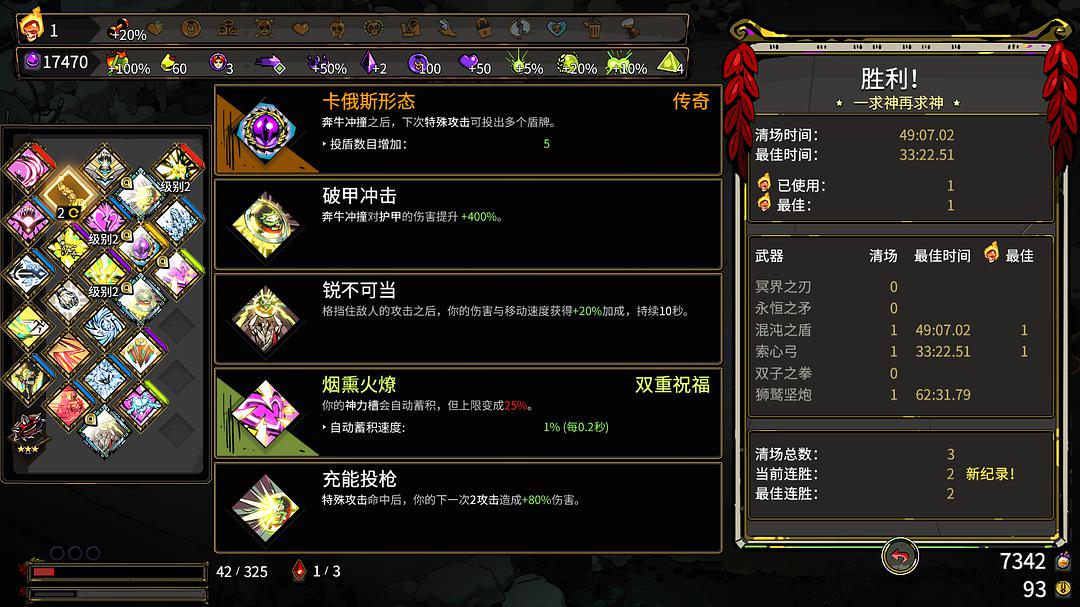 1
+20%
17470
+100%
60
3
+50%
+2
100
+50
+5%
+20%
+10%
4
级别2
2
级别2
级别2
卡俄斯形态
传奇
奔牛冲撞之后，下次特殊攻击可投出多个盾牌。
投盾数目增加： 5
破甲冲击
奔牛冲撞对护甲的伤害提升 +400%。
锐不可当
格挡住敌人的攻击之后，你的伤害与移动速度获得+20%加成，持续10秒。
烟熏火燎
双重祝福
你的神力槽会自动蓄积，但上限变成25%。
自动蓄积速度： 1% (每0.2秒)
充能投枪
特殊攻击命中后，你的下一次2攻击造成+80%伤害。
42 / 325
1 / 3
胜利！
一求神再求神
清场时间： 49:07.02
最佳时间： 33:22.51
已使用： 1
最佳： 1
武器 清场 最佳时间 最佳
冥界之刃 0
永恒之矛 0
混沌之盾 1 49:07.02 1
索心弓 1 33:22.51 1
双子之拳 0
狮鹫坚炮 1 62:31.79
清场总数： 3
当前连胜： 2 新纪录！
最佳连胜： 2
7342
93